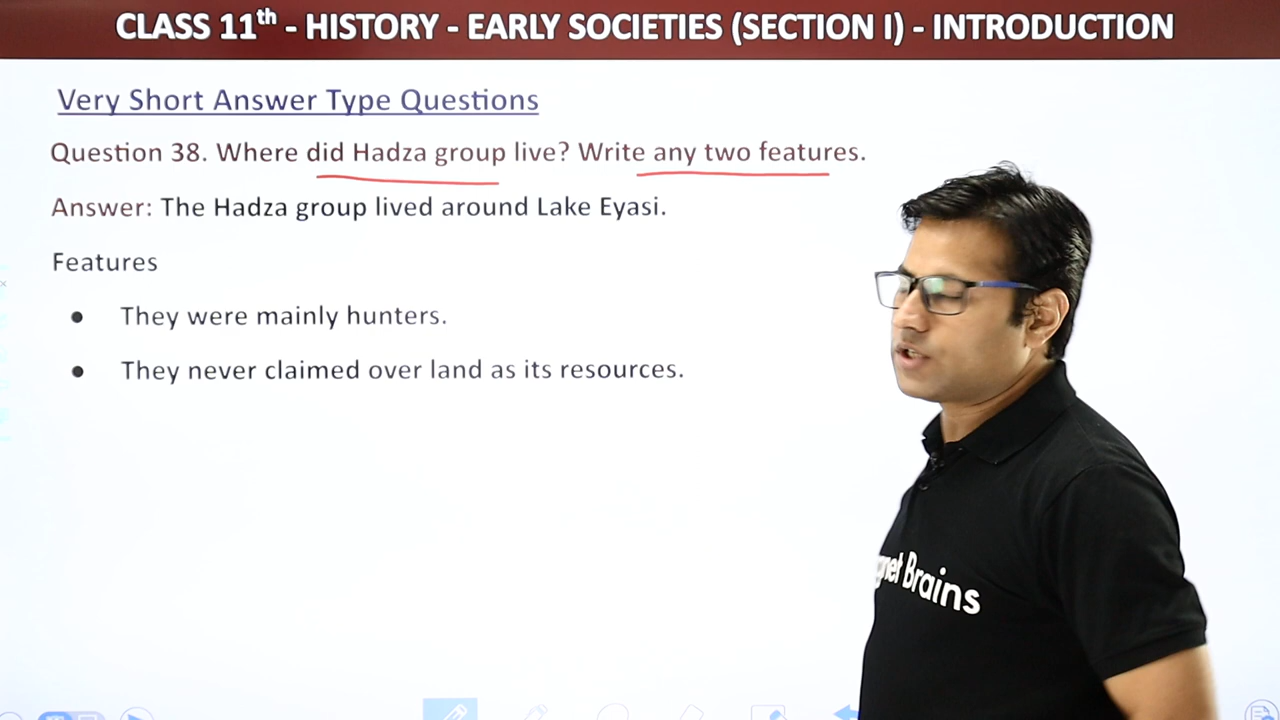 CLASS 11th - HISTORY - EARLY SOCIETIES (SECTION I) - INTRODUCTION
Very Short Answer Type Questions
Question 38. Where did Hadza group live? Write any two features.
Answer: The Hadza group lived around Lake Eyasi.
Features
● They were mainly hunters.
● They never claimed over land as its resources.
Brains